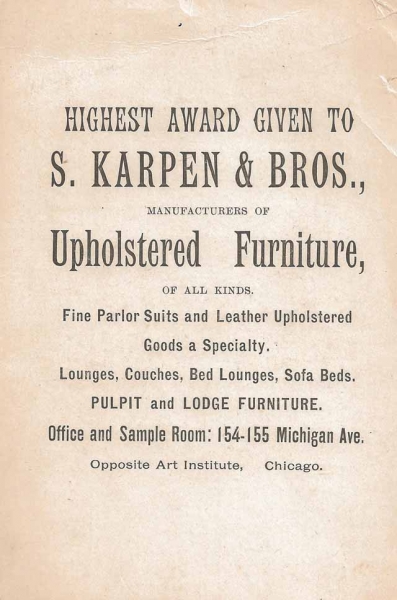 HIGHEST AWARD GIVEN TO
S. KARPEN & BROS.,
MANUFACTURERS OF
Upholstered Furniture,
OF ALL KINDS.
Fine Parlor Suits and Leather Upholstered
Goods a Specialty.
Lounges, Couches, Bed Lounges, Sofa Beds.
PULPIT and LODGE FURNITURE.
Office and Sample Room: 154-155 Michigan Ave.
Opposite Art Institute, Chicago.